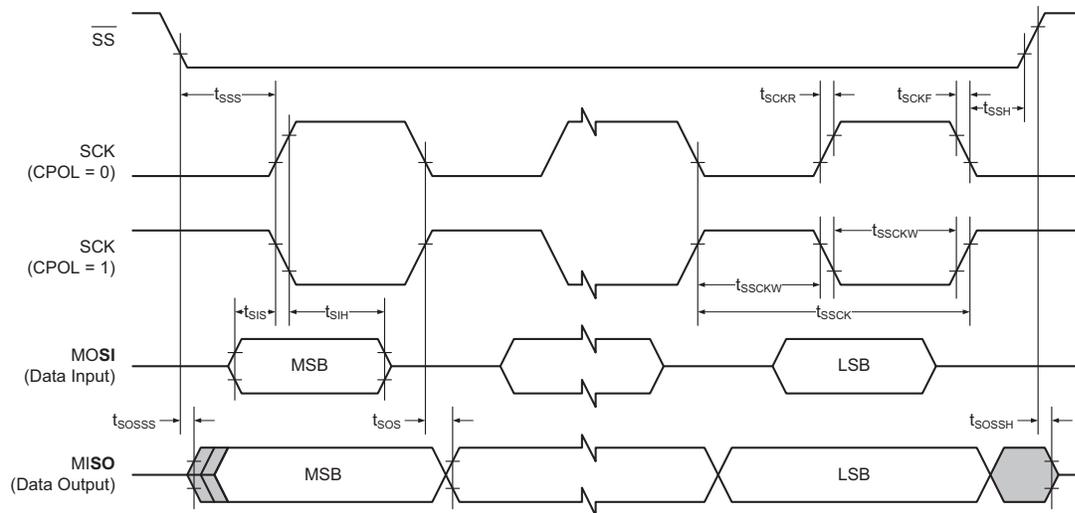 SS
tSSS
tSCKR
tSCKF
tSSH
SCK
(CPOL = 0)
SCK
(CPOL = 1)
tSSCKW
tSSCKW
tSSCK
tSIS
tSIH
MOSI
(Data Input)
MSB
LSB
tSOSSS
tSOS
tSOSSH
MISO
(Data Output)
MSB
LSB